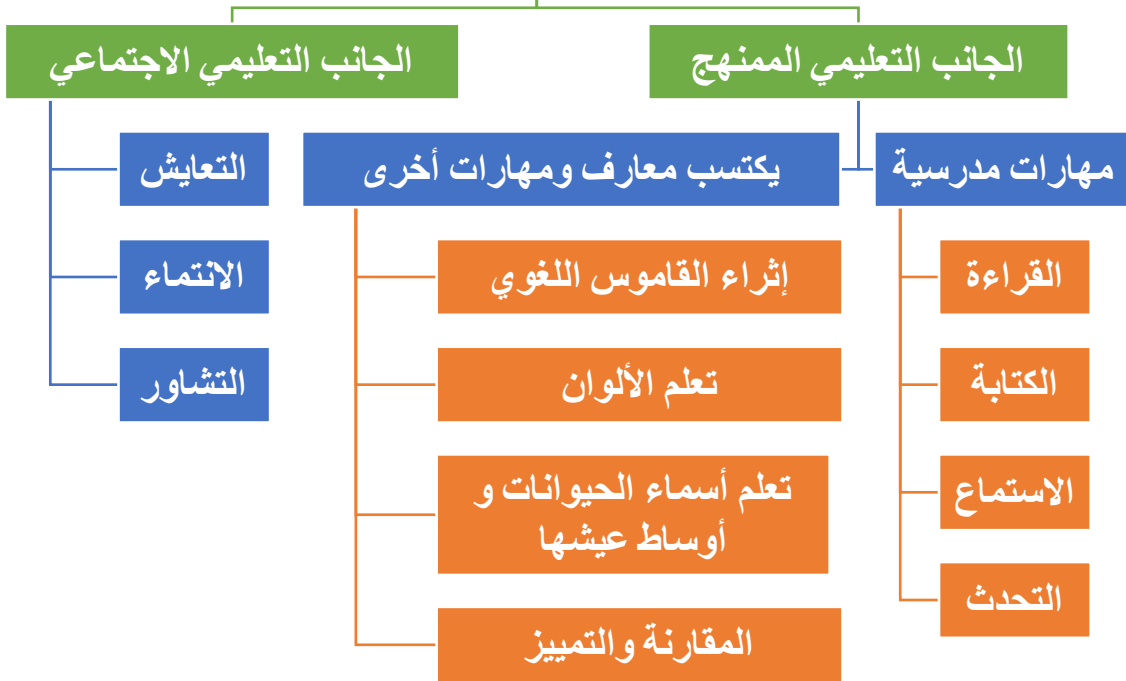 الجانب التعليمي الممنهج
الجانب التعليمي الاجتماعي
مهارات مدرسية
يكتسب معارف ومهارات أخرى
التعايش
القراءة
إثراء القاموس اللغوي
الانتماء
الكتابة
تعلم الألوان
التشاور
الاستماع
تعلم أسماء الحيوانات و
أوساط عيشها
التحدث
المقارنة والتمييز